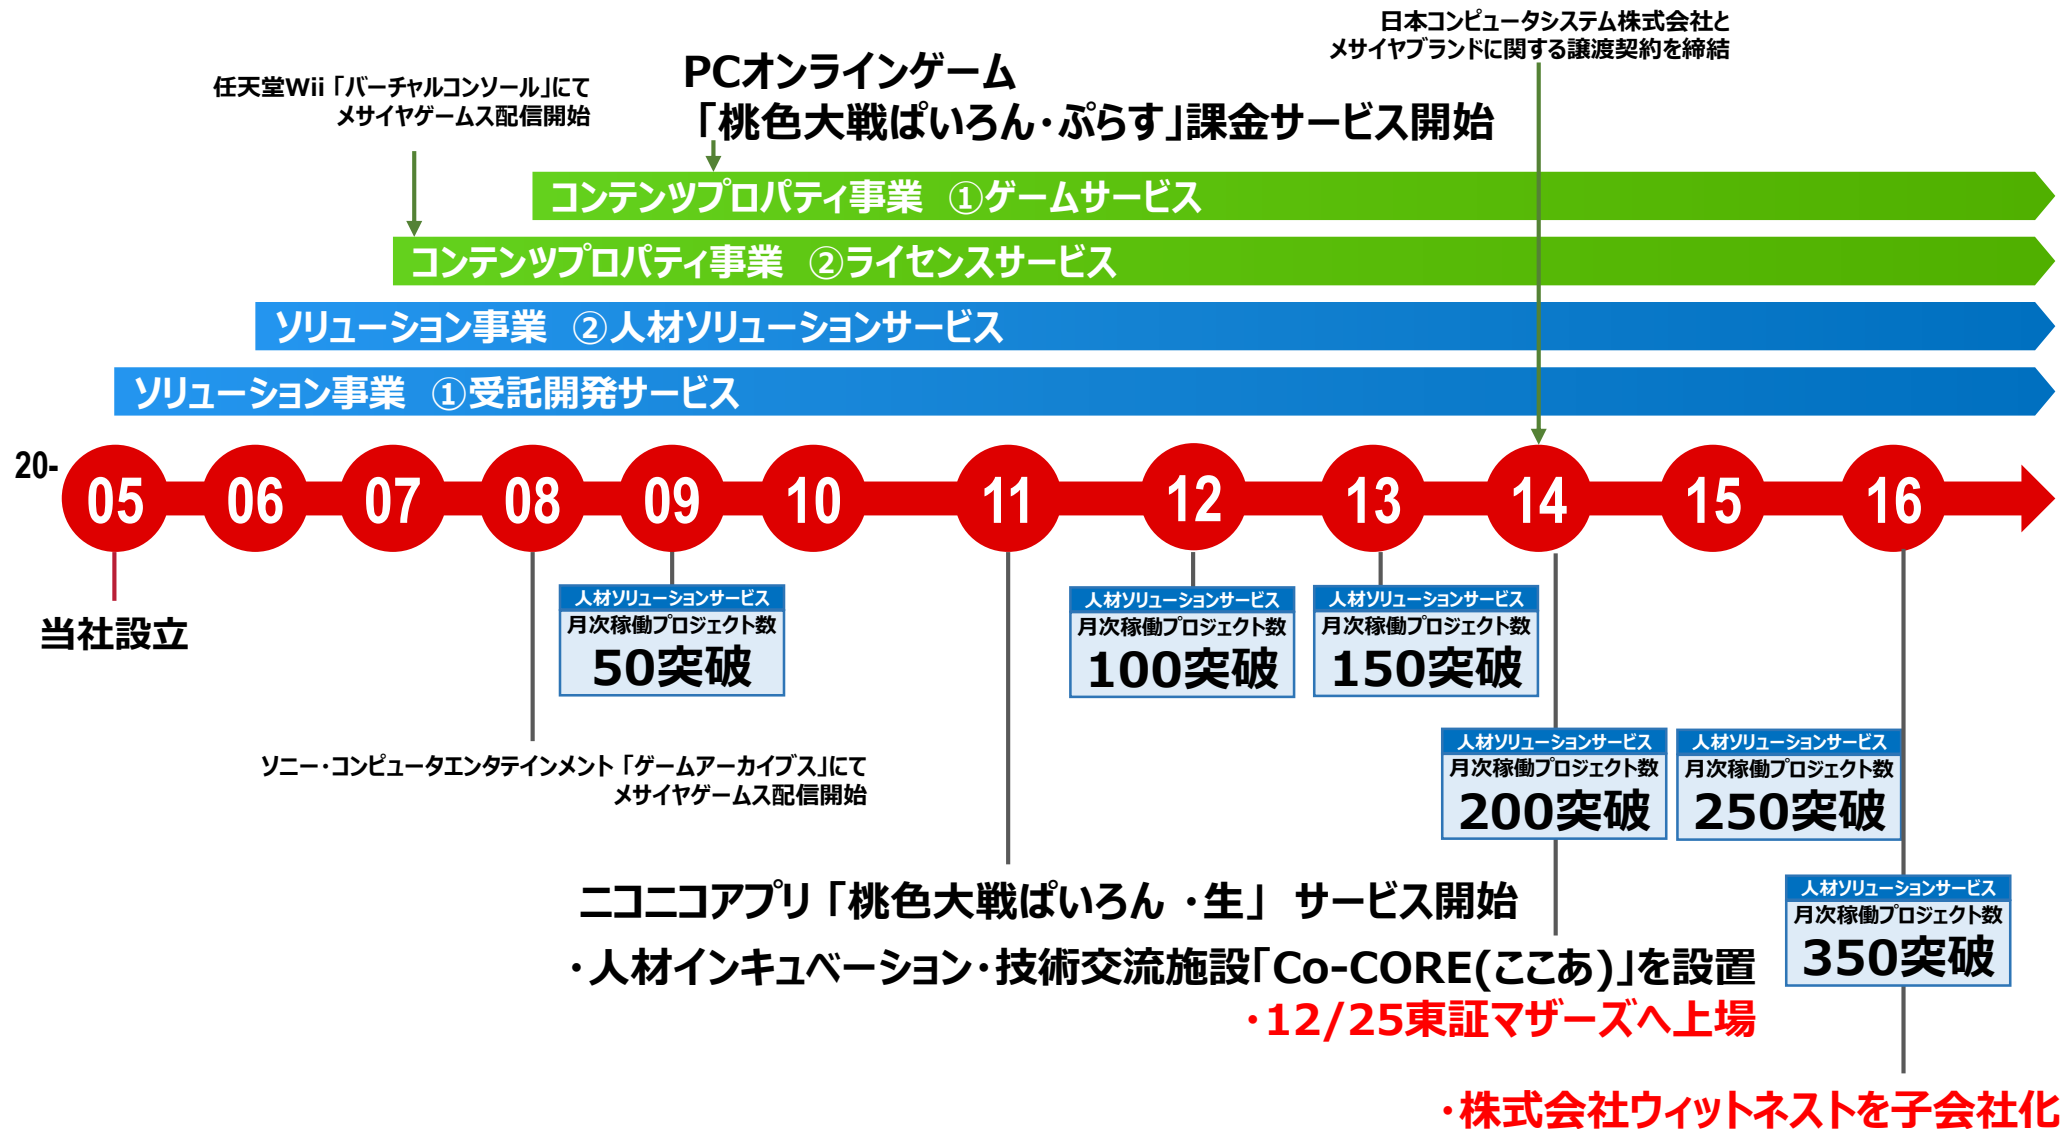 日本コンピュータシステム株式会社と
メサイヤブランドに関する譲渡契約を締結
任天堂Wii「バーチャルコンソール」にて
メサイヤゲームス配信開始
PCオンラインゲーム
「桃色大戦ぱいろん・ぷらす」課金サービス開始
コンテンツプロパティ事業 ①ゲームサービス
コンテンツプロパティ事業 ②ライセンスサービス
ソリューション事業 ②人材ソリューションサービス
ソリューション事業 ①受託開発サービス
20-
05 06 07 08 09 10 11 12 13 14 15 16
当社設立
人材ソリューションサービス
月次稼働プロジェクト数
50突破
人材ソリューションサービス
月次稼働プロジェクト数
100突破
人材ソリューションサービス
月次稼働プロジェクト数
150突破
ソニー・コンピュータエンタテインメント「ゲームアーカイブス」にて
メサイヤゲームス配信開始
人材ソリューションサービス
月次稼働プロジェクト数
200突破
人材ソリューションサービス
月次稼働プロジェクト数
250突破
ニコニコアプリ「桃色大戦ぱいろん ・生」 サービス開始
・人材インキュベーション・技術交流施設「Co-CORE(ここあ)」を設置
・12/25東証マザーズへ上場
人材ソリューションサービス
月次稼働プロジェクト数
350突破
・株式会社ウィットネストを子会社化